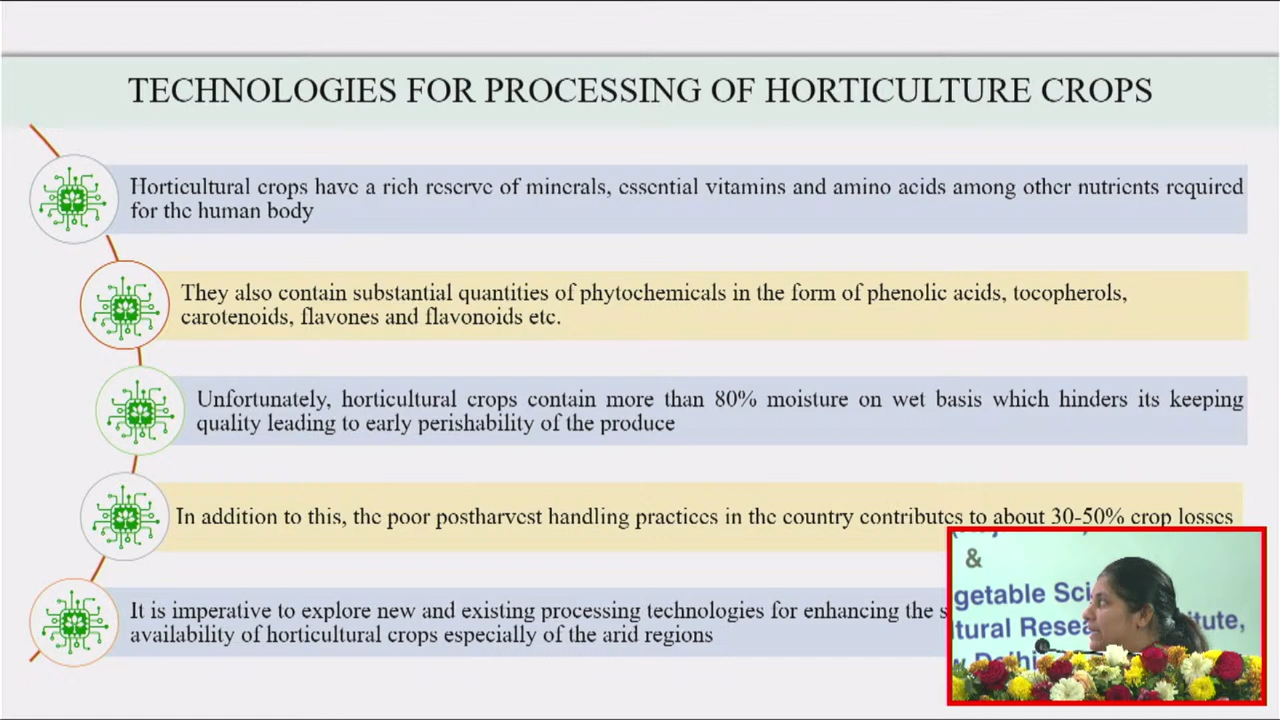 TECHNOLOGIES FOR PROCESSING OF HORTICULTURE CROPS
Horticultural crops have a rich reserve of minerals, essential vitamins and amino acids among other nutrients required
for the human body
They also contain substantial quantities of phytochemicals in the form of phenolic acids, tocopherols,
carotenoids, flavones and flavonoids etc.
Unfortunately, horticultural crops contain more than 80% moisture on wet basis which hinders its keeping
quality leading to early perishability of the produce
In addition to this, the poor postharvest handling practices in the country contributes to about 30-50% crop losses
It is imperative to explore new and existing processing technologies for enhancing the s
availability of horticultural crops especially of the arid regions
&
getable Sci
ltural Resea itute,